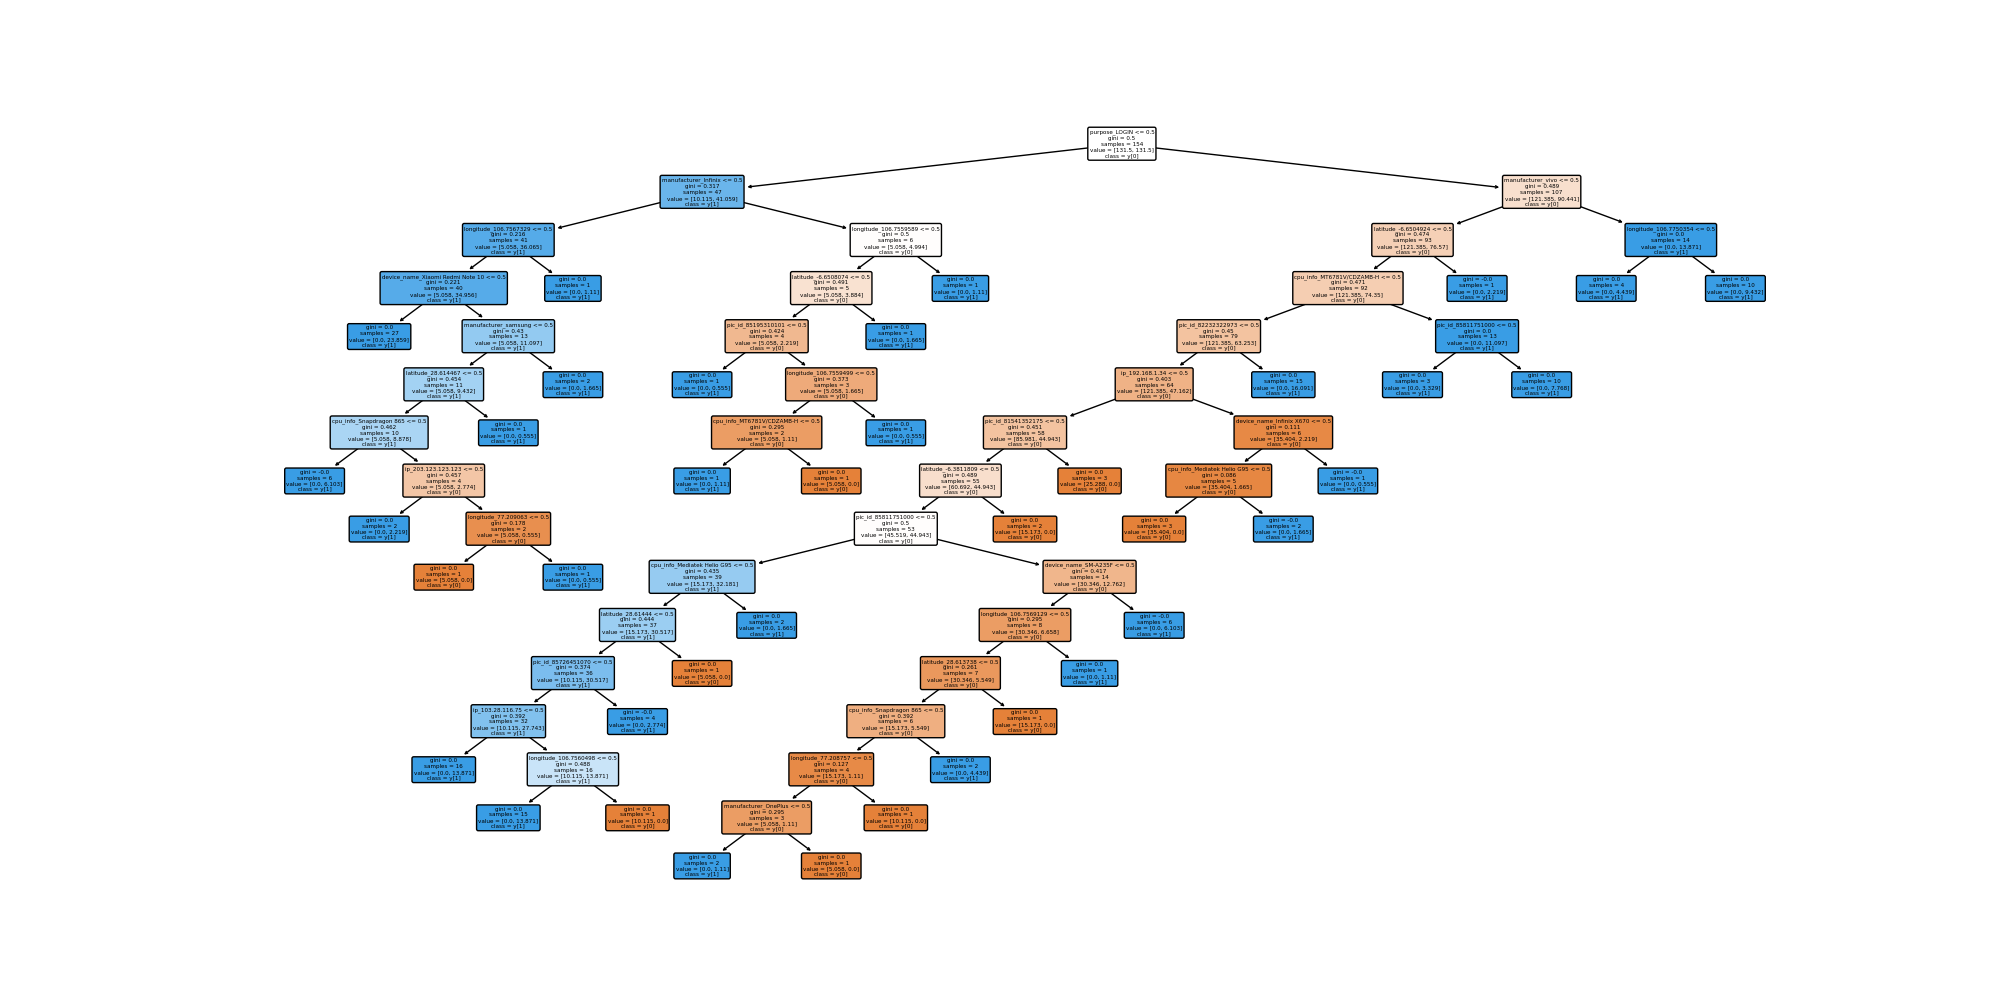 purpose_LOGIN <= 0.5
gini = 0.5
samples = 154
value = [131.5, 131.5]
class = y[0]
manufacturer_Infinix <= 0.5
gini = 0.317
samples = 47
value = [10.115, 41.059]
class = y[1]
manufacturer_vivo <= 0.5
gini = 0.489
samples = 107
value = [121.385, 90.441]
class = y[0]
longitude_106.7567329 <= 0.5
gini = 0.216
samples = 41
value = [5.058, 36.065]
class = y[1]
longitude_106.7559589 <= 0.5
gini = 0.5
samples = 6
value = [5.058, 4.994]
class = y[0]
latitude_-6.6504924 <= 0.5
gini = 0.474
samples = 93
value = [121.385, 76.57]
class = y[0]
longitude_106.7750354 <= 0.5
gini = 0.0
samples = 14
value = [0.0, 13.871]
class = y[1]
device_name_Xiaomi Redmi Note 10 <= 0.5
gini = 0.221
samples = 40
value = [5.058, 34.956]
class = y[1]
gini = 0.0
samples = 1
value = [0.0, 1.11]
class = y[1]
latitude_-6.6508074 <= 0.5
gini = 0.491
samples = 5
value = [5.058, 3.884]
class = y[0]
gini = 0.0
samples = 1
value = [0.0, 1.11]
class = y[1]
cpu_info_MT6781V/CDZAMB-H <= 0.5
gini = 0.471
samples = 92
value = [121.385, 74.35]
class = y[0]
gini = -0.0
samples = 1
value = [0.0, 2.219]
class = y[1]
gini = 0.0
samples = 4
value = [0.0, 4.439]
class = y[1]
gini = 0.0
samples = 10
value = [0.0, 9.432]
class = y[1]
gini = 0.0
samples = 27
value = [0.0, 23.859]
class = y[1]
manufacturer_samsung <= 0.5
gini = 0.43
samples = 13
value = [5.058, 11.097]
class = y[1]
pic_id_85195310101 <= 0.5
gini = 0.424
samples = 4
value = [5.058, 2.219]
class = y[0]
gini = 0.0
samples = 1
value = [0.0, 1.665]
class = y[1]
pic_id_82232322973 <= 0.5
gini = 0.45
samples = 79
value = [121.385, 63.253]
class = y[0]
pic_id_85811751000 <= 0.5
gini = 0.0
samples = 13
value = [0.0, 11.097]
class = y[1]
latitude_28.614467 <= 0.5
gini = 0.454
samples = 11
value = [5.058, 9.432]
class = y[1]
gini = 0.0
samples = 2
value = [0.0, 1.665]
class = y[1]
gini = 0.0
samples = 1
value = [0.0, 0.555]
class = y[1]
longitude_106.7559499 <= 0.5
gini = 0.373
samples = 3
value = [5.058, 1.665]
class = y[0]
ip_192.168.1.34 <= 0.5
gini = 0.403
samples = 64
value = [121.385, 47.162]
class = y[0]
gini = 0.0
samples = 15
value = [0.0, 16.091]
class = y[1]
gini = 0.0
samples = 3
value = [0.0, 3.329]
class = y[1]
gini = 0.0
samples = 10
value = [0.0, 7.768]
class = y[1]
cpu_info_Snapdragon 865 <= 0.5
gini = 0.462
samples = 10
value = [5.058, 8.878]
class = y[1]
gini = 0.0
samples = 1
value = [0.0, 0.555]
class = y[1]
cpu_info_MT6781V/CDZAMB-H <= 0.5
gini = 0.295
samples = 2
value = [5.058, 1.11]
class = y[0]
gini = 0.0
samples = 1
value = [0.0, 0.555]
class = y[1]
pic_id_81541352175 <= 0.5
gini = 0.451
samples = 58
value = [85.981, 44.943]
class = y[0]
device_name_Infinix X670 <= 0.5
gini = 0.111
samples = 6
value = [35.404, 2.219]
class = y[0]
gini = -0.0
samples = 6
value = [0.0, 6.103]
class = y[1]
ip_203.123.123.123 <= 0.5
gini = 0.457
samples = 4
value = [5.058, 2.774]
class = y[0]
gini = 0.0
samples = 1
value = [0.0, 1.11]
class = y[1]
gini = 0.0
samples = 1
value = [5.058, 0.0]
class = y[0]
latitude_-6.3811809 <= 0.5
gini = 0.489
samples = 55
value = [60.692, 44.943]
class = y[0]
gini = 0.0
samples = 3
value = [25.288, 0.0]
class = y[0]
cpu_info_Mediatek Helio G95 <= 0.5
gini = 0.086
samples = 5
value = [35.404, 1.665]
class = y[0]
gini = -0.0
samples = 1
value = [0.0, 0.555]
class = y[1]
gini = 0.0
samples = 2
value = [0.0, 2.219]
class = y[1]
longitude_77.209063 <= 0.5
gini = 0.178
samples = 2
value = [5.058, 0.555]
class = y[0]
pic_id_85811751000 <= 0.5
gini = 0.5
samples = 53
value = [45.519, 44.943]
class = y[0]
gini = 0.0
samples = 2
value = [15.173, 0.0]
class = y[0]
gini = 0.0
samples = 3
value = [35.404, 0.0]
class = y[0]
gini = -0.0
samples = 2
value = [0.0, 1.665]
class = y[1]
gini = 0.0
samples = 1
value = [5.058, 0.0]
class = y[0]
gini = 0.0
samples = 1
value = [0.0, 0.555]
class = y[1]
cpu_info_Mediatek Helio G95 <= 0.5
gini = 0.435
samples = 39
value = [15.173, 32.181]
class = y[1]
device_name_SM-A235F <= 0.5
gini = 0.417
samples = 14
value = [30.346, 12.762]
class = y[0]
latitude_28.61444 <= 0.5
gini = 0.444
samples = 37
value = [15.173, 30.517]
class = y[1]
gini = 0.0
samples = 2
value = [0.0, 1.665]
class = y[1]
longitude_106.7569129 <= 0.5
gini = 0.295
samples = 8
value = [30.346, 6.658]
class = y[0]
gini = -0.0
samples = 6
value = [0.0, 6.103]
class = y[1]
pic_id_85726451070 <= 0.5
gini = 0.374
samples = 36
value = [10.115, 30.517]
class = y[1]
gini = 0.0
samples = 1
value = [5.058, 0.0]
class = y[0]
latitude_28.613738 <= 0.5
gini = 0.261
samples = 7
value = [30.346, 5.549]
class = y[0]
gini = 0.0
samples = 1
value = [0.0, 1.11]
class = y[1]
ip_103.28.116.75 <= 0.5
gini = 0.392
samples = 32
value = [10.115, 27.743]
class = y[1]
gini = -0.0
samples = 4
value = [0.0, 2.774]
class = y[1]
cpu_info_Snapdragon 865 <= 0.5
gini = 0.392
samples = 6
value = [15.173, 5.549]
class = y[0]
gini = 0.0
samples = 1
value = [15.173, 0.0]
class = y[0]
gini = 0.0
samples = 16
value = [0.0, 13.871]
class = y[1]
longitude_106.7560498 <= 0.5
gini = 0.488
samples = 16
value = [10.115, 13.871]
class = y[1]
longitude_77.208757 <= 0.5
gini = 0.127
samples = 4
value = [15.173, 1.11]
class = y[0]
gini = 0.0
samples = 2
value = [0.0, 4.439]
class = y[1]
gini = 0.0
samples = 15
value = [0.0, 13.871]
class = y[1]
gini = 0.0
samples = 1
value = [10.115, 0.0]
class = y[0]
manufacturer_OnePlus <= 0.5
gini = 0.295
samples = 3
value = [5.058, 1.11]
class = y[0]
gini = 0.0
samples = 1
value = [10.115, 0.0]
class = y[0]
gini = 0.0
samples = 2
value = [0.0, 1.11]
class = y[1]
gini = 0.0
samples = 1
value = [5.058, 0.0]
class = y[0]